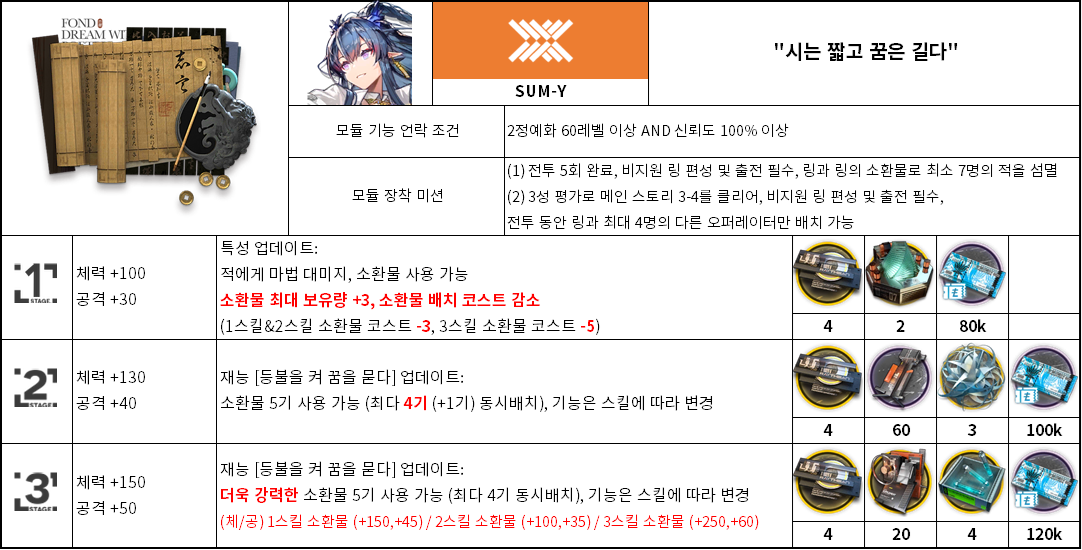 FOND
DREAM WI
志言
SUM-Y
"시는 짧고 꿈은 길다"
모듈 기능 언락 조건
2정예화 60레벨 이상 AND 신뢰도 100% 이상
모듈 장착 미션
(1) 전투 5회 완료, 비지원 링 편성 및 출전 필수, 링과 링의 소환물로 최소 7명의 적을 섬멸
(2) 3성 평가로 메인 스토리 3-4를 클리어, 비지원 링 편성 및 출전 필수,
전투 동안 링과 최대 4명의 다른 오퍼레이터만 배치 가능
1
STAGE
체력 +100
공격 +30
특성 업데이트:
적에게 마법 대미지, 소환물 사용 가능
소환물 최대 보유량 +3, 소환물 배치 코스트 감소
(1스킬&2스킬 소환물 코스트 -3, 3스킬 소환물 코스트 -5)
4 2 80k
2
STAGE
체력 +130
공격 +40
재능 [등불을 켜 꿈을 묻다] 업데이트:
소환물 5기 사용 가능 (최다 4기 (+1기) 동시배치), 기능은 스킬에 따라 변경
4 60 3 100k
3
STAGE
체력 +150
공격 +50
재능 [등불을 켜 꿈을 묻다] 업데이트:
더욱 강력한 소환물 5기 사용 가능 (최다 4기 동시배치), 기능은 스킬에 따라 변경
(체/공) 1스킬 소환물 (+150,+45) / 2스킬 소환물 (+100,+35) / 3스킬 소환물 (+250,+60)
4 20 4 120k